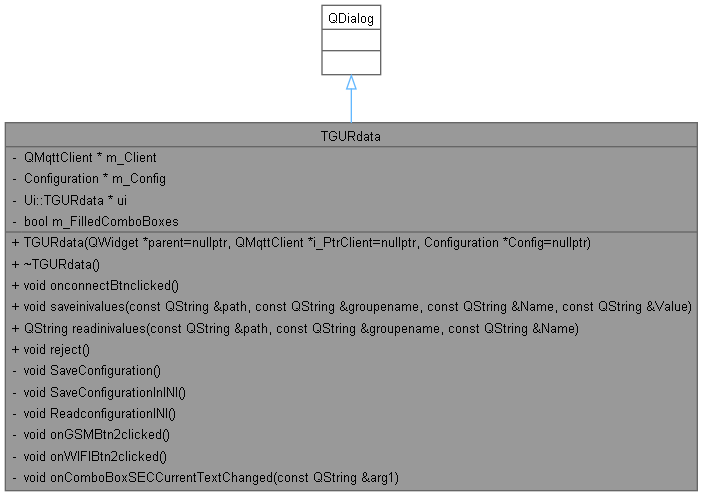 QDialog
TGURdata
- QMqttClient * m_Client
- Configuration * m_Config
- Ui::TGURdata * ui
- bool m_FilledComboBoxes
+ TGURdata(QWidget *parent=nullptr, QMqttClient *i_PtrClient=nullptr, Configuration *Config=nullptr)
+ ~TGURdata()
+ void onconnectBtnclicked()
+ void saveinivalues(const QString &path, const QString &groupename, const QString &Name, const QString &Value)
+ QString readinivalues(const QString &path, const QString &groupename, const QString &Name)
+ void reject()
- void SaveConfiguration()
- void SaveConfigurationInINI()
- void ReadconfigurationINI()
- void onGSMBtn2clicked()
- void onWIFIBtn2clicked()
- void onComboBoxSECCurrentTextChanged(const QString &arg1)